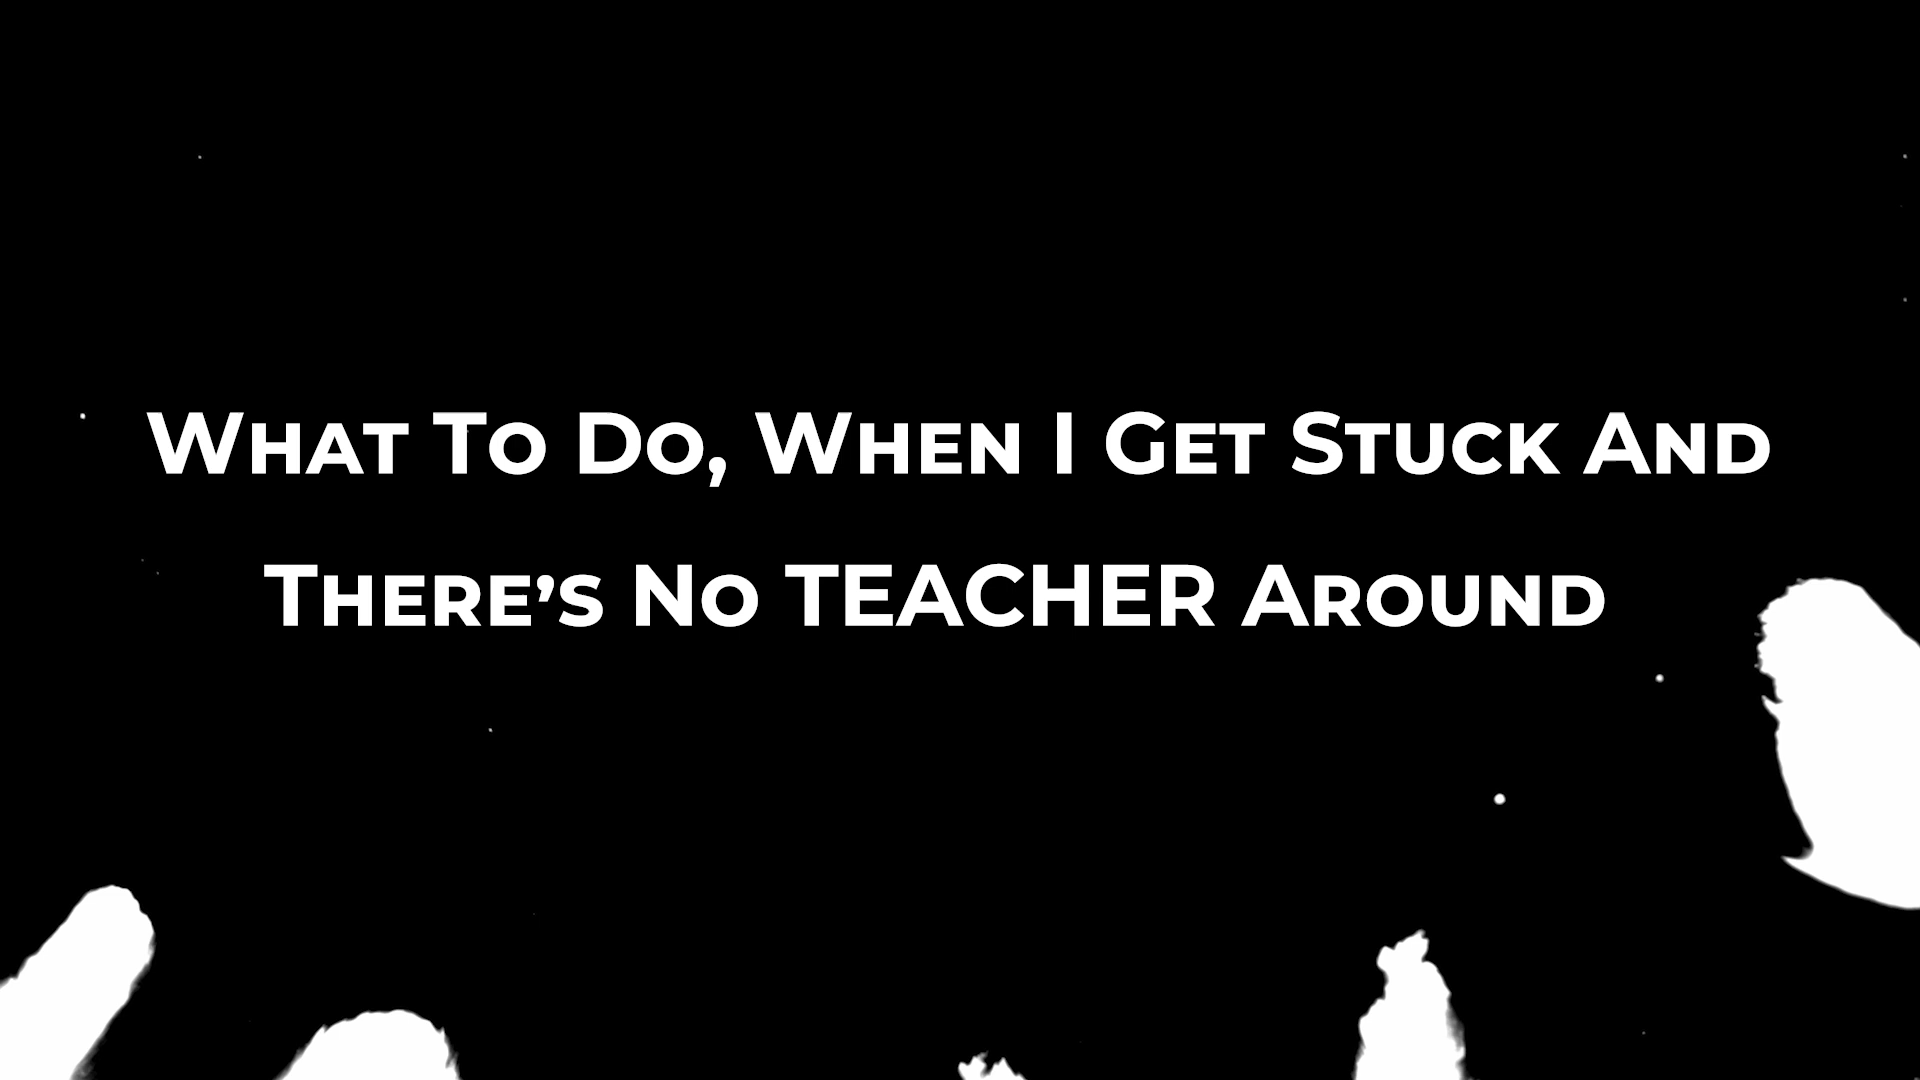 What To Do, When I Get Stuck And
There’s No TEACHER Around